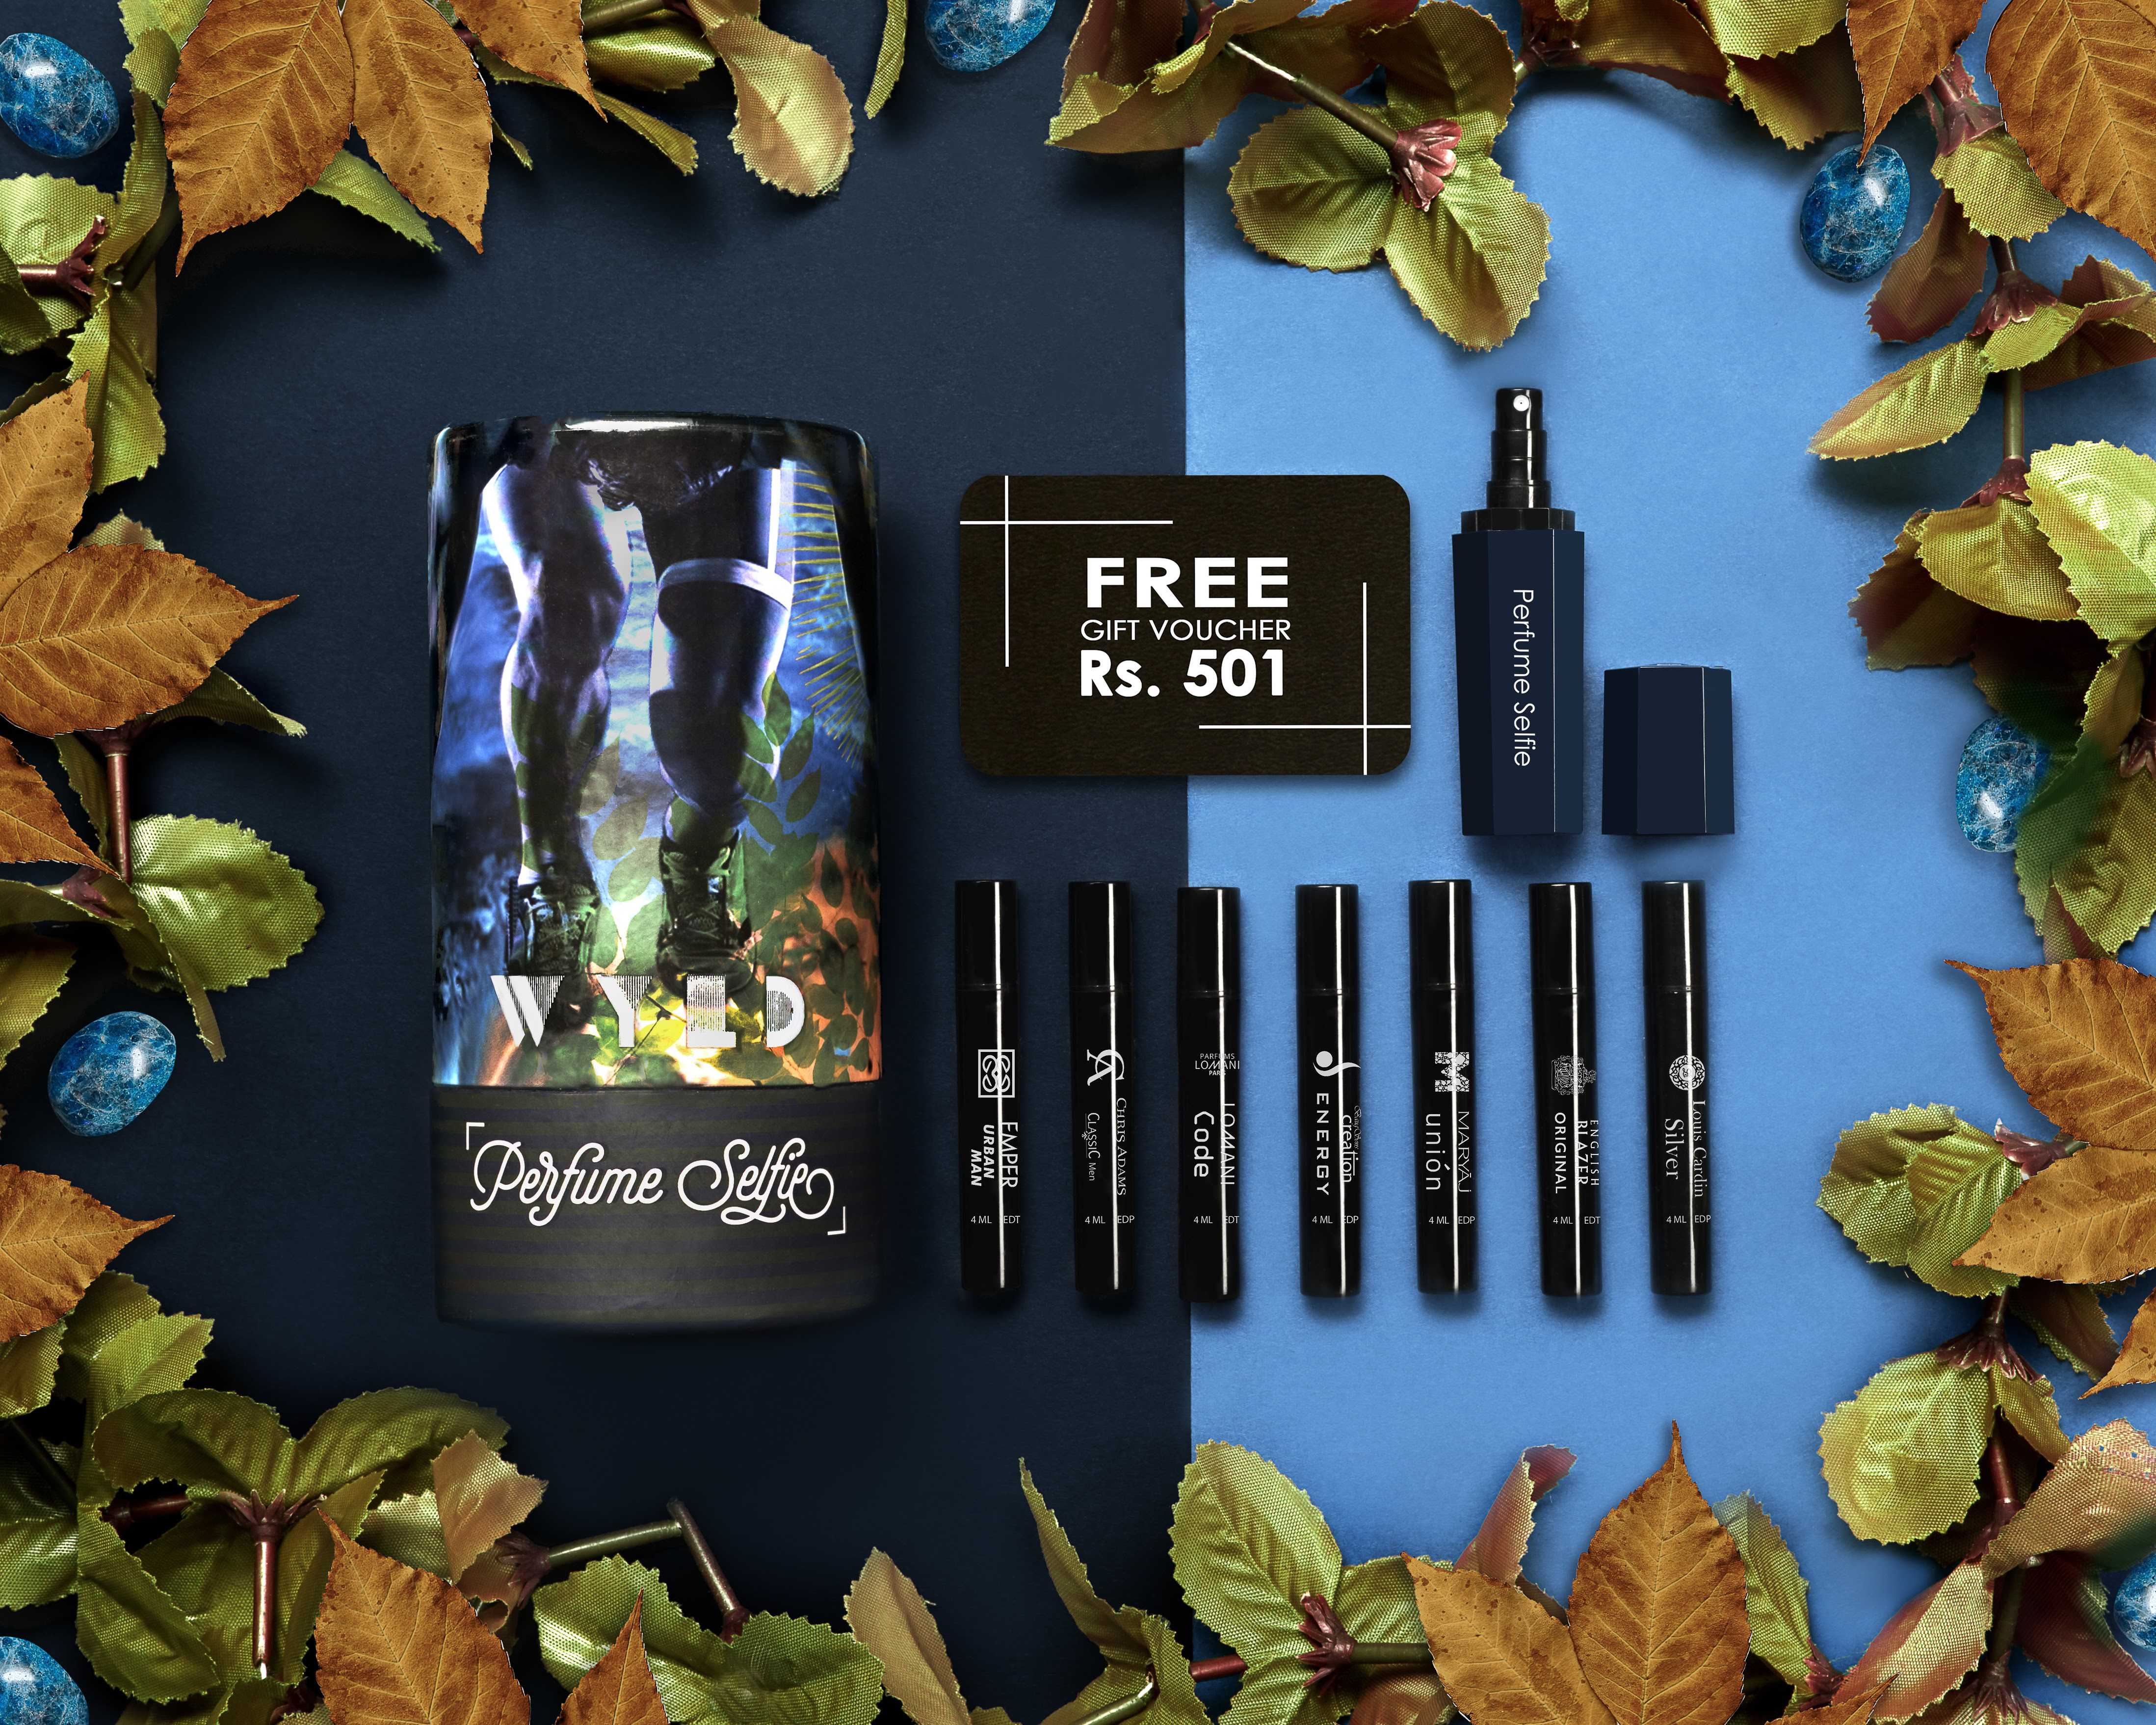 FREE
GIFT VOUCHER
Rs. 501
Perfume Selfie
WYLD
Perfume Selfie
EMPER
URBAN
MAN
4 ML EDT
CA
CHRIS ADAMS
CLASSIC Men
4 ML EDP
PARFUMS
LOMANI
PARIS
LOMANI
Code
4 ML EDT
creation
ENERGY
4 ML EDP
M
MARYAJ
unión
4 ML EDP
ENGLISH
BLAZER
ORIGINAL
4 ML EDT
Louis Cardin
Silver
4 ML EDP